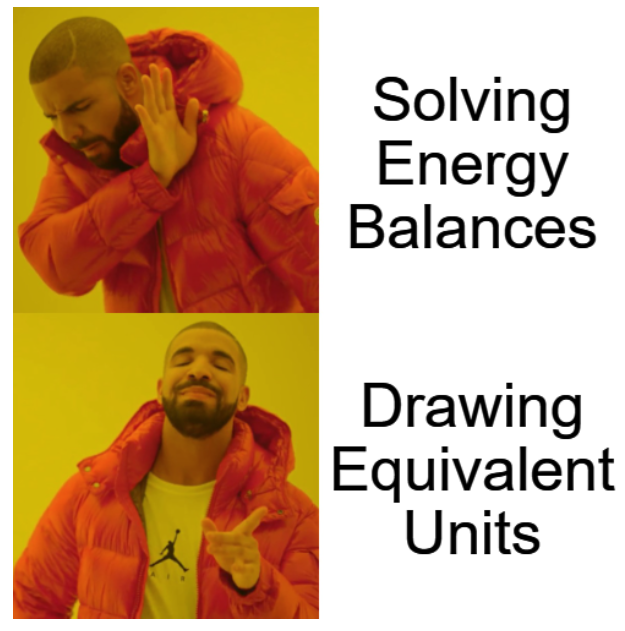 Solving
Energy
Balances
Drawing
Equivalent
Units